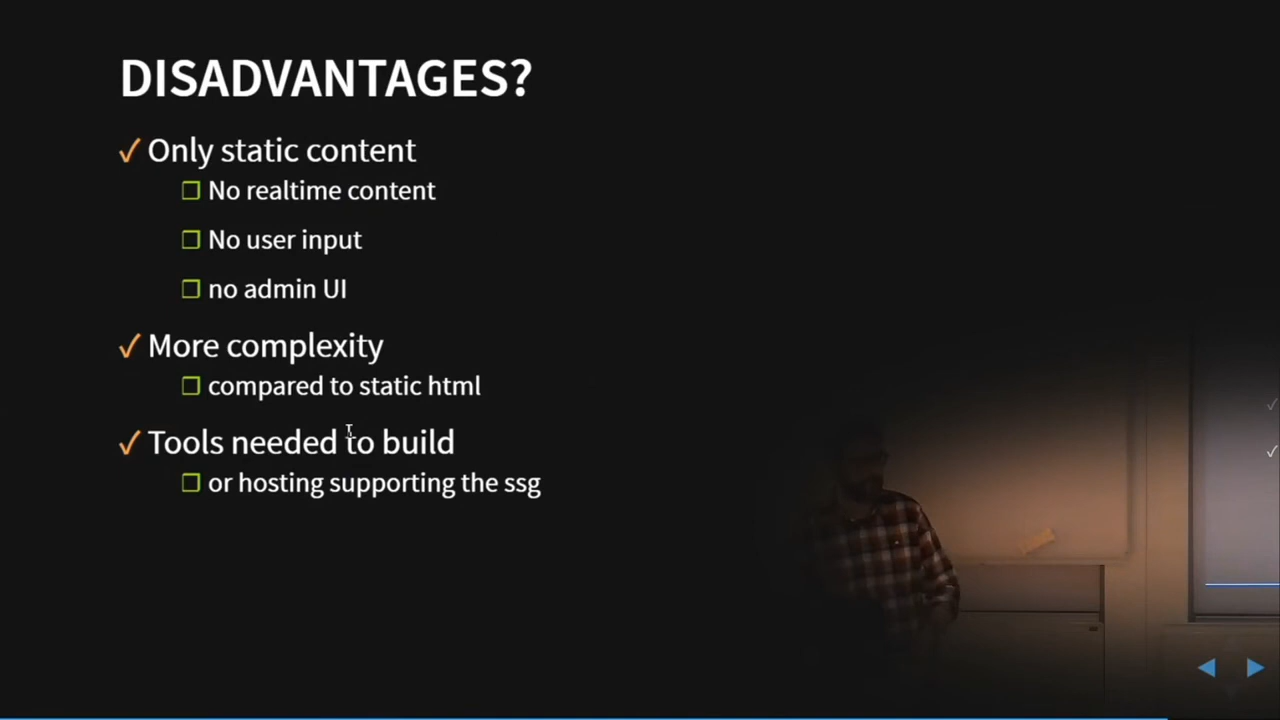 DISADVANTAGES?
✓ Only static content
❒ No realtime content
❒ No user input
❒ no admin UI
✓ More complexity
❒ compared to static html
✓ Tools needed to build
❒ or hosting supporting the ssg